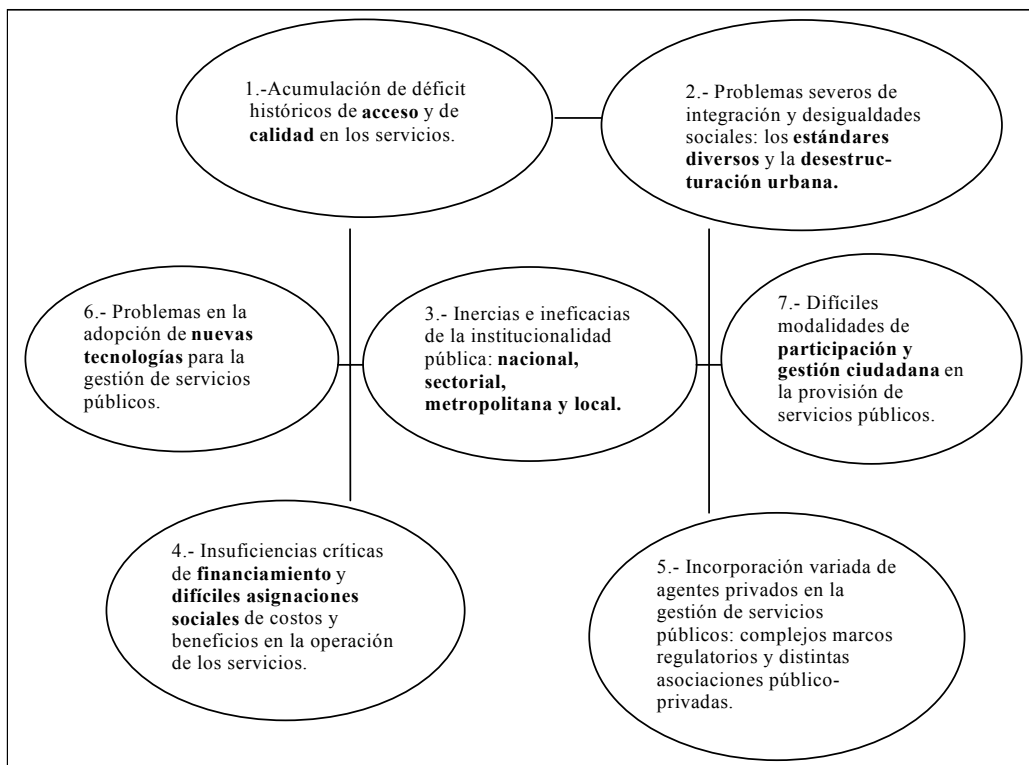 1.-Acumulación de déficit
históricos de acceso y de
calidad en los servicios.
2.- Problemas severos de
integración y desigualdades
sociales: los estándares
diversos y la desestruc-
turación urbana.
6.- Problemas en la
adopción de nuevas
tecnologías para la
gestión de servicios
públicos.
3.- Inercias e ineficacias
de la institucionalidad
pública: nacional,
sectorial,
metropolitana y local.
7.- Difíciles
modalidades de
participación y
gestión ciudadana en
la provisión de
servicios públicos.
4.- Insuficiencias críticas
de financiamiento y
difíciles asignaciones
sociales de costos y
beneficios en la operación
de los servicios.
5.- Incorporación variada de
agentes privados en la
gestión de servicios
públicos: complejos marcos
regulatorios y distintas
asociaciones público-
privadas.